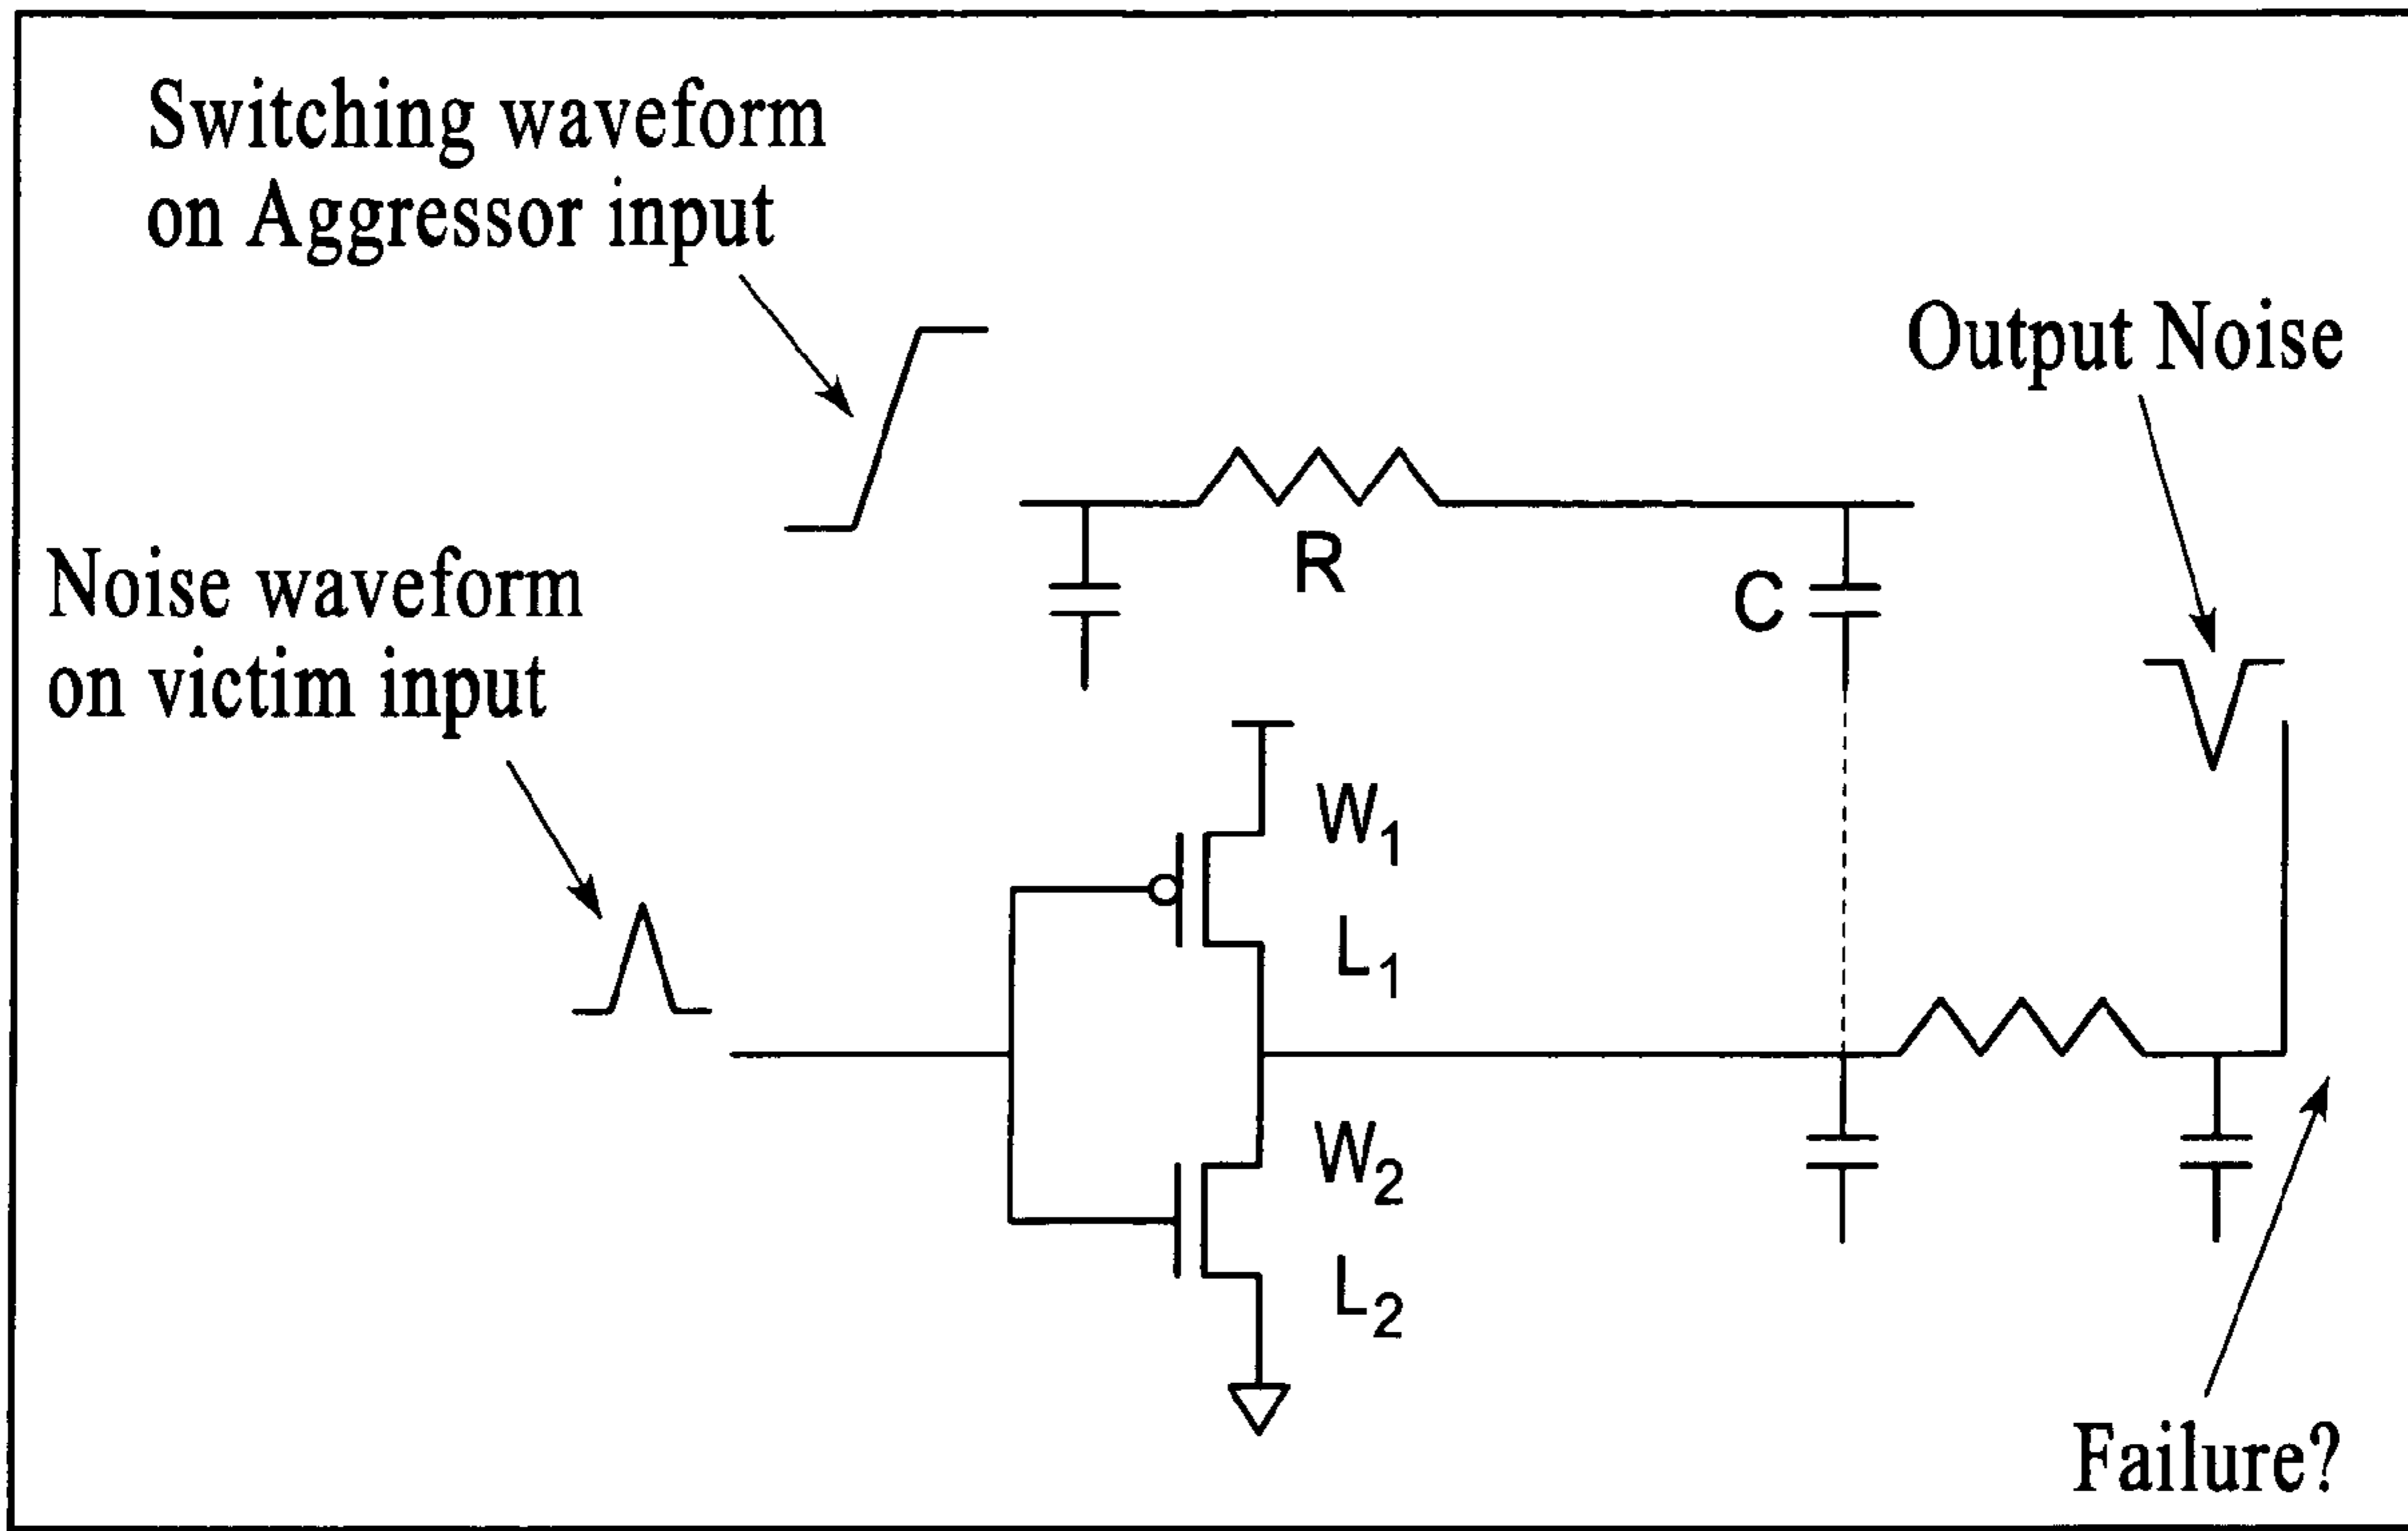 Switching waveform
on Aggressor input
Output Noise
R
C
Noise waveform
on victim input
W₁
L₁
W₂
L₂
Failure?